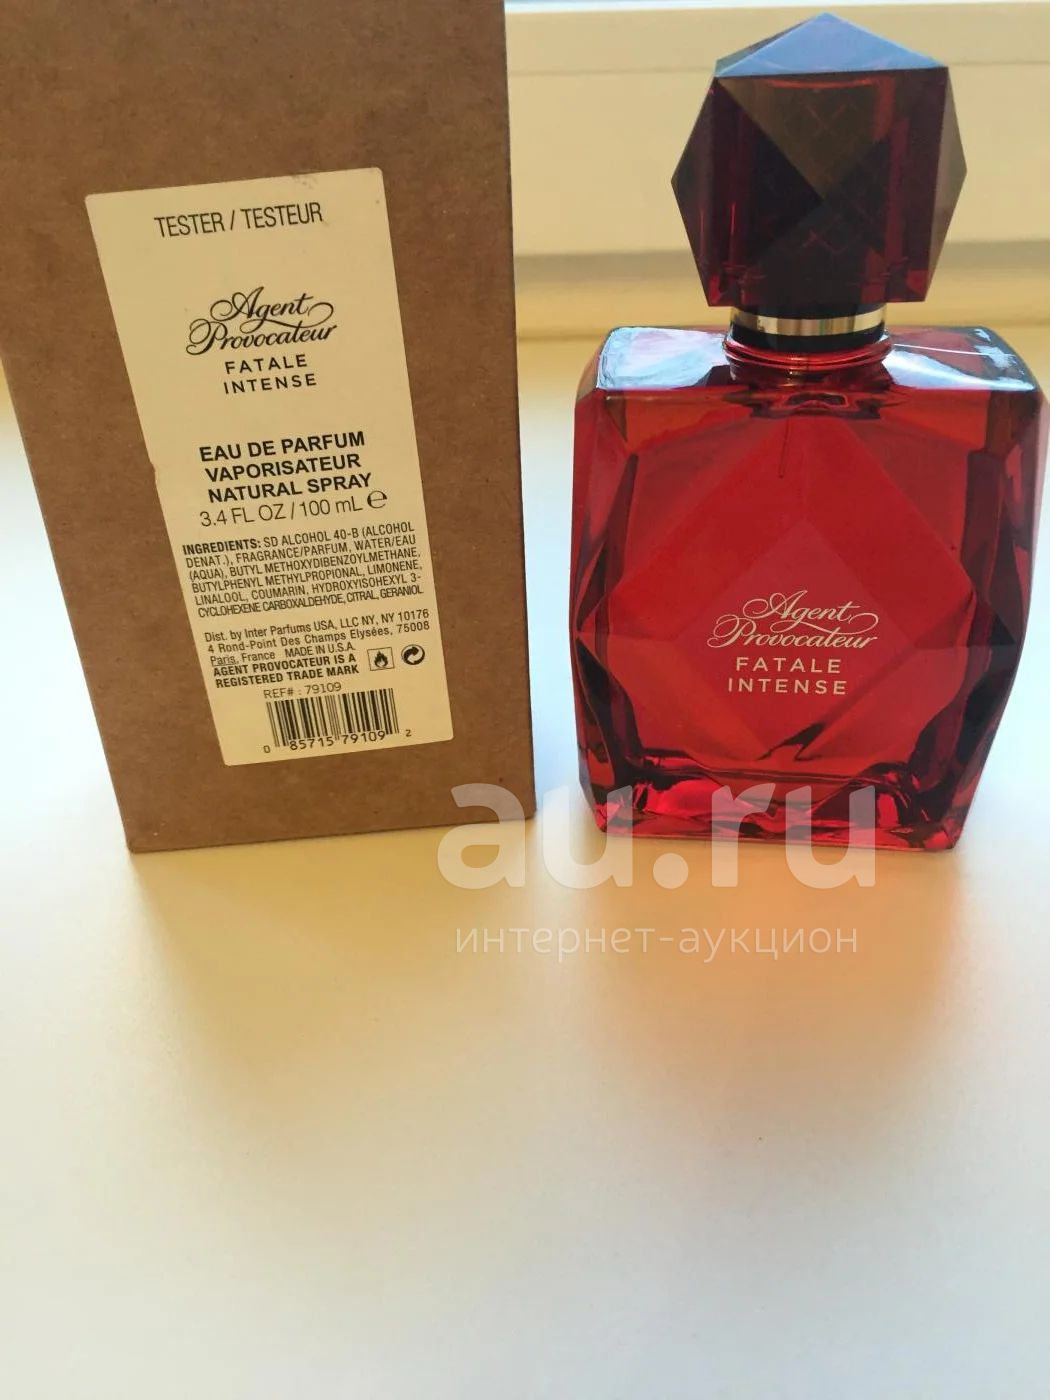 TESTER / TESTEUR
Agent
Provocateur
FATALE
INTENSE
EAU DE PARFUM
VAPORISATEUR
NATURAL SPRAY
3.4 FL OZ / 100 mL ℮
INGREDIENTS: SD ALCOHOL 40-B (ALCOHOL
DENAT.), FRAGRANCE/PARFUM, WATER/EAU
(AQUA), BUTYL METHOXYDIBENZOYLMETHANE,
BUTYLPHENYL METHYLPROPIONAL, LIMONENE,
LINALOOL, COUMARIN, HYDROXYISOHEXYL 3-
CYCLOHEXENE CARBOXALDEHYDE, CITRAL, GERANIOL
Dist. by Inter Parfums USA, LLC NY, NY 10176
4 Rond-Point Des Champs Elysées, 75008
Paris, France MADE IN U.S.A.
AGENT PROVOCATEUR IS A
REGISTERED TRADE MARK
REF# : 79109
0 85715 79109 2
Agent
Provocateur
FATALE
INTENSE
au.ru
интернет-аукцион